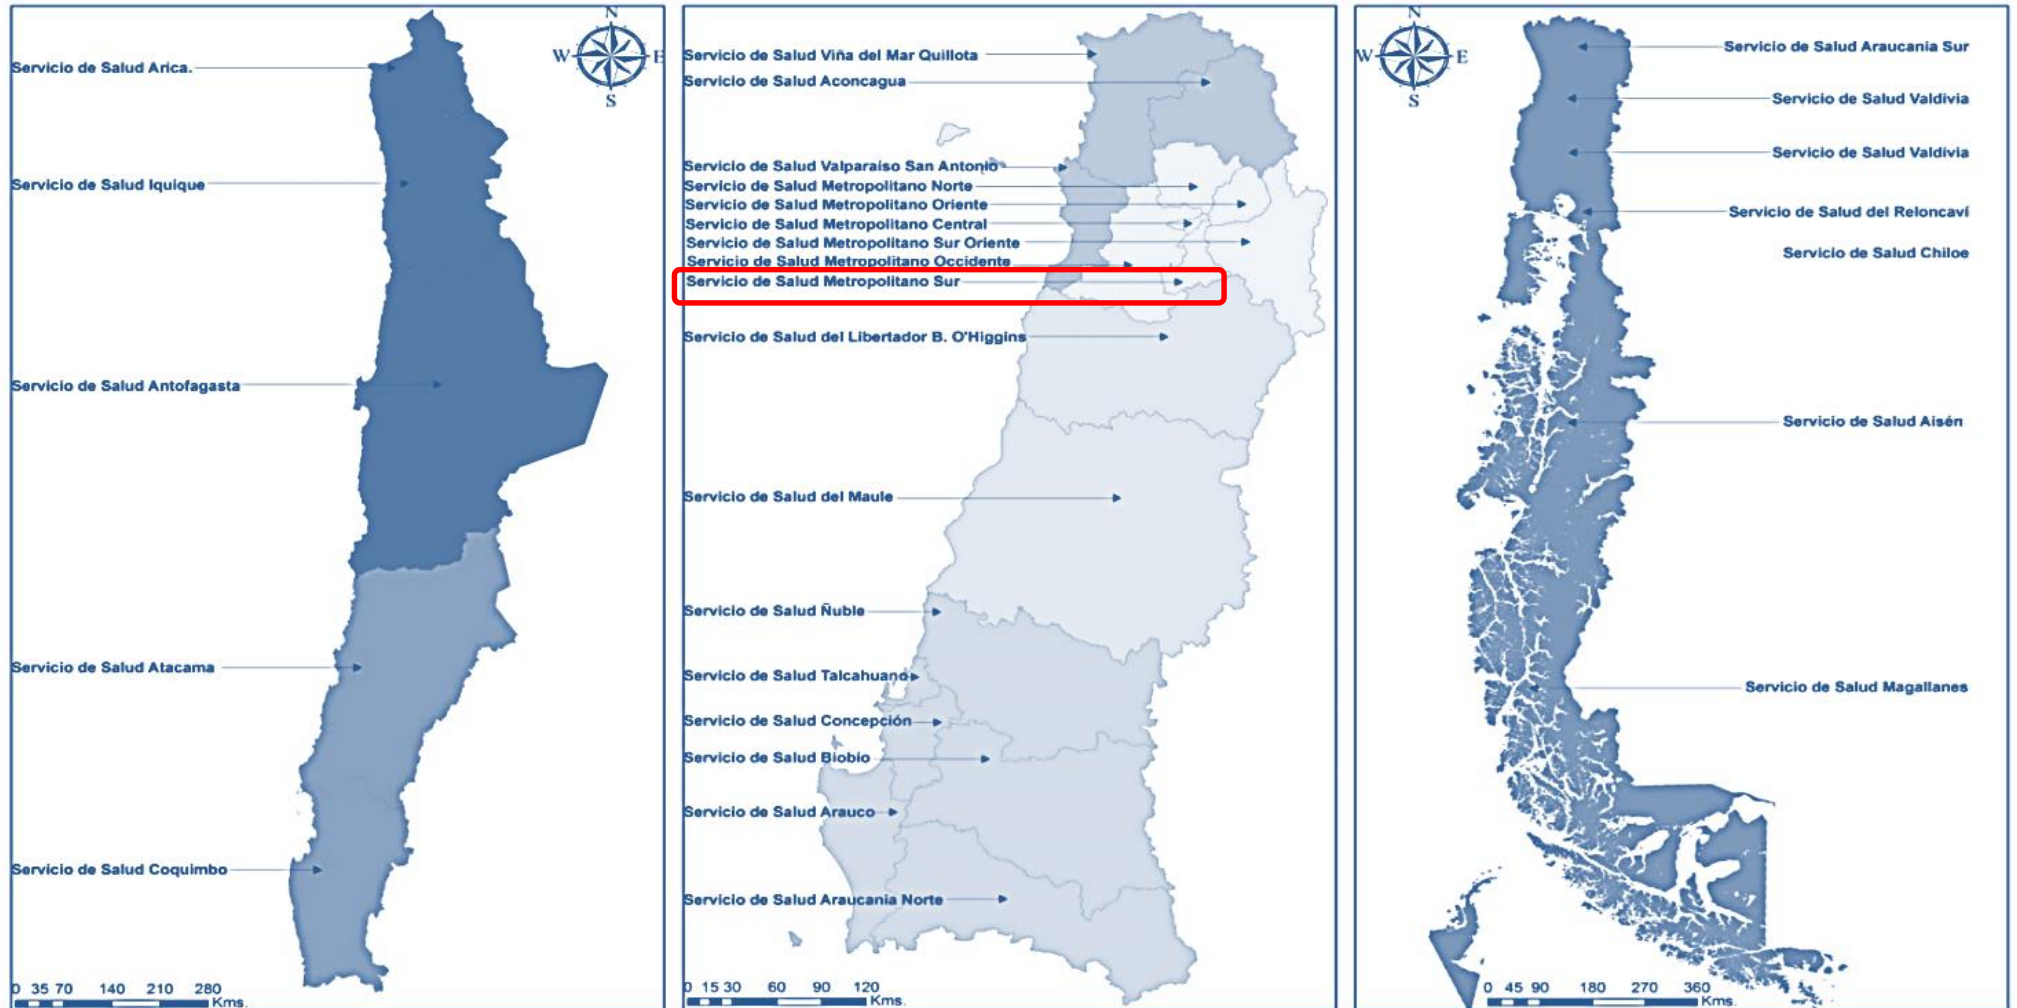 N
W E
S
Servicio de Salud Arica.
Servicio de Salud Iquique
Servicio de Salud Antofagasta
Servicio de Salud Atacama
Servicio de Salud Coquimbo
0 35 70 140 210 280
Kms.
Servicio de Salud Viña del Mar Quillota
Servicio de Salud Aconcagua
Servicio de Salud Valparaiso San Antonio
Servicio de Salud Metropolitano Norte
Servicio de Salud Metropolitano Oriente
Servicio de Salud Metropolitano Central
Servicio de Salud Metropolitano Sur Oriente
Servicio de Salud Metropolitano Occidente
Servicio de Salud Metropolitano Sur
Servicio de Salud del Libertador B. O'Higgins
Servicio de Salud del Maule
Servicio de Salud Ñuble
Servicio de Salud Talcahuano
Servicio de Salud Concepción
Servicio de Salud Biobío
Servicio de Salud Arauco
Servicio de Salud Araucania Norte
0 15 30 60 90 120
Kms.
N
W E
S
Servicio de Salud Araucania Sur
Servicio de Salud Valdivia
Servicio de Salud Valdivia
Servicio de Salud del Reloncaví
Servicio de Salud Chiloe
Servicio de Salud Aisén
Servicio de Salud Magallanes
0 45 90 180 270 360
Kms.